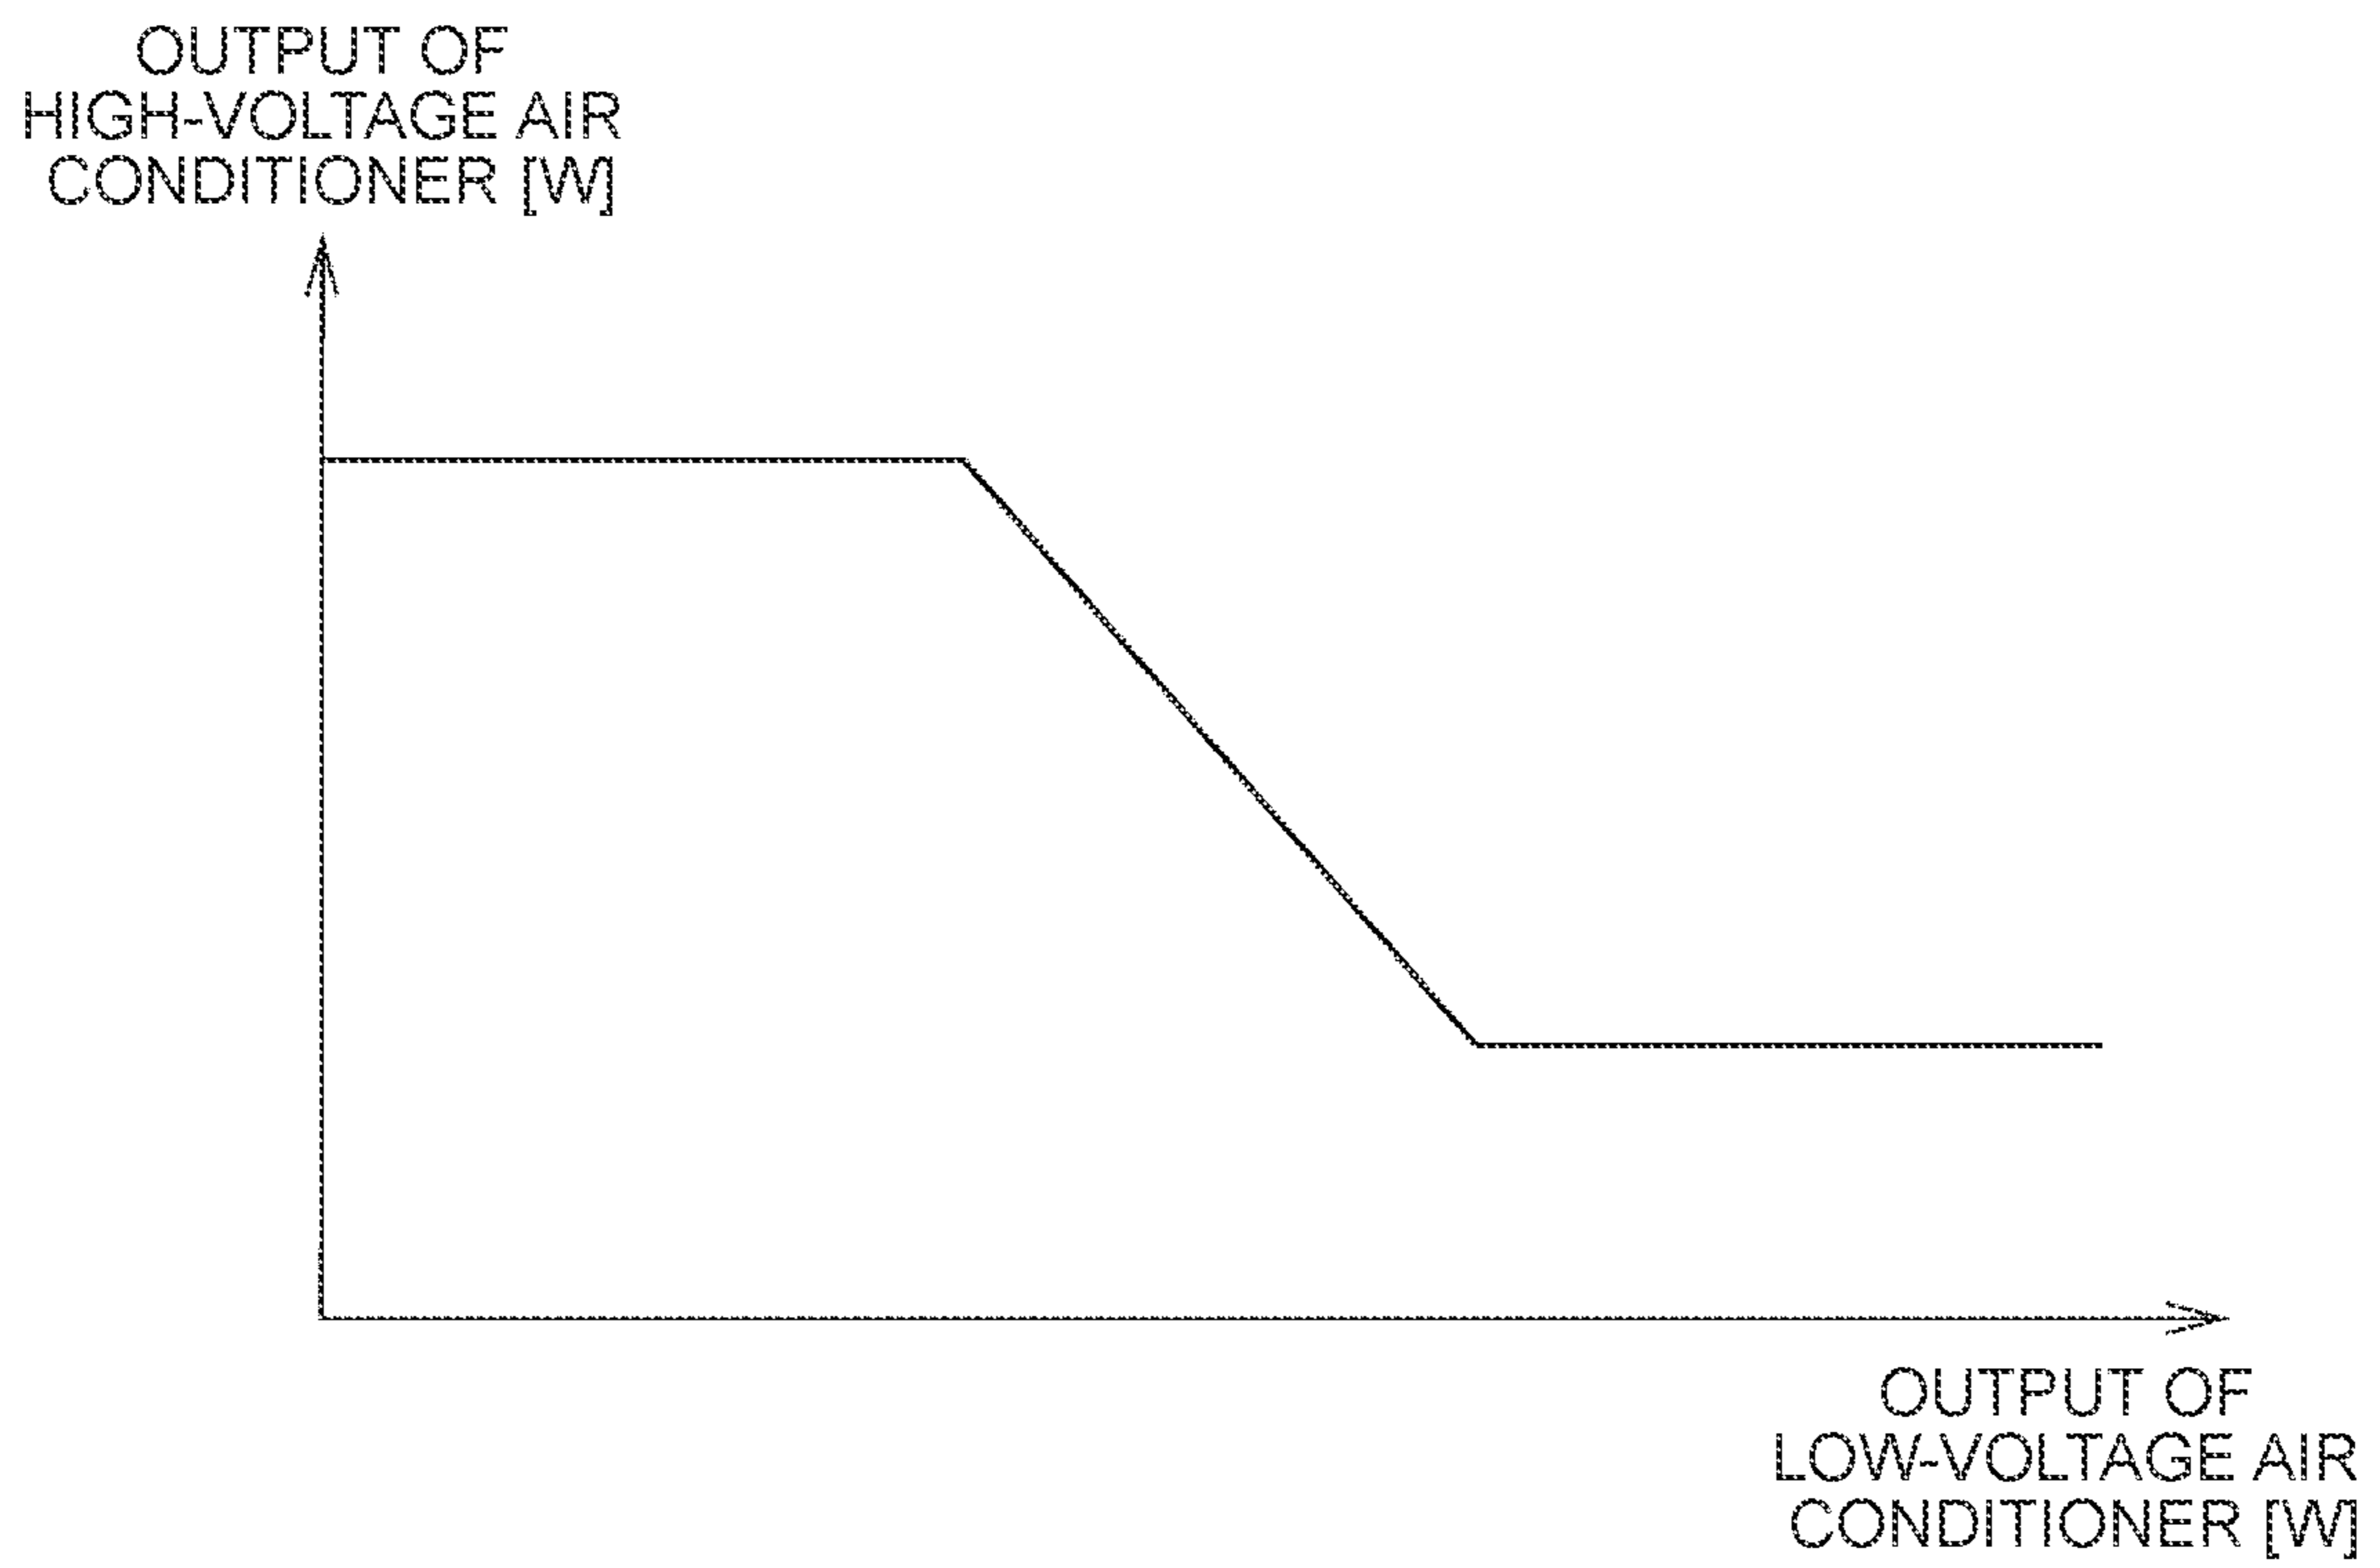 OUTPUT OF
HIGH-VOLTAGE AIR
CONDITIONER [W]
OUTPUT OF
LOW-VOLTAGE AIR
CONDITIONER [W]